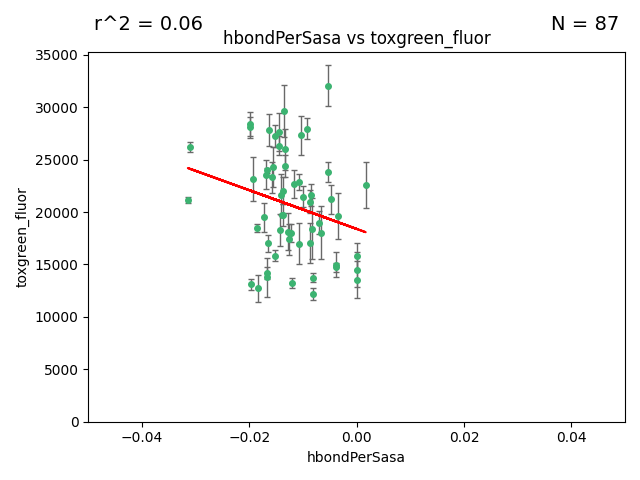 r^2 = 0.06
N = 87
hbondPerSasa vs toxgreen_fluor
35000
30000
25000
20000
15000
10000
5000
0
toxgreen_fluor
−0.04
−0.02
0.00
0.02
0.04
hbondPerSasa